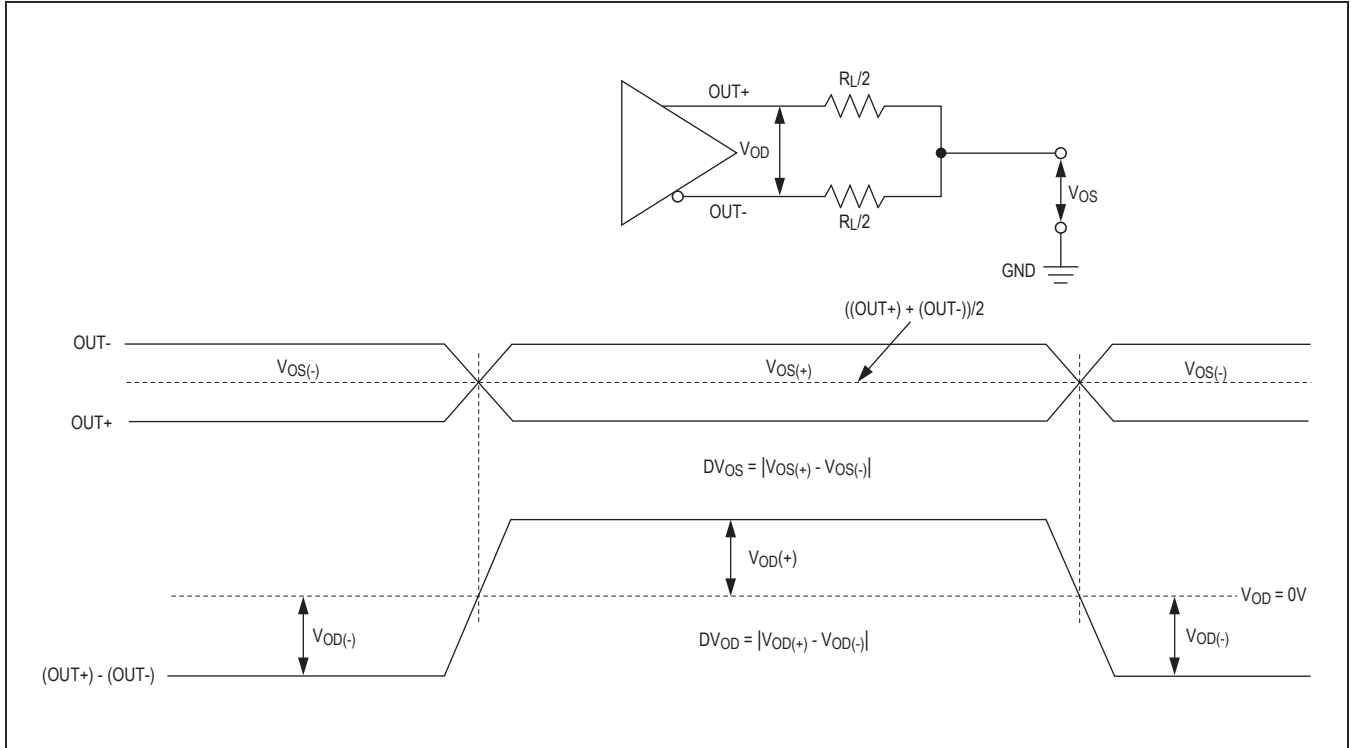 RL/2
OUT+
VOD
OUT-
RL/2
VOS
GND
((OUT+) + (OUT-))/2
OUT-
VOS(-)
VOS(+)
VOS(-)
OUT+
DVOS = |VOS(+) - VOS(-)|
VOD(+)
VOD = 0V
VOD(-)
DVOD = |VOD(+) - VOD(-)|
VOD(-)
(OUT+) - (OUT-)